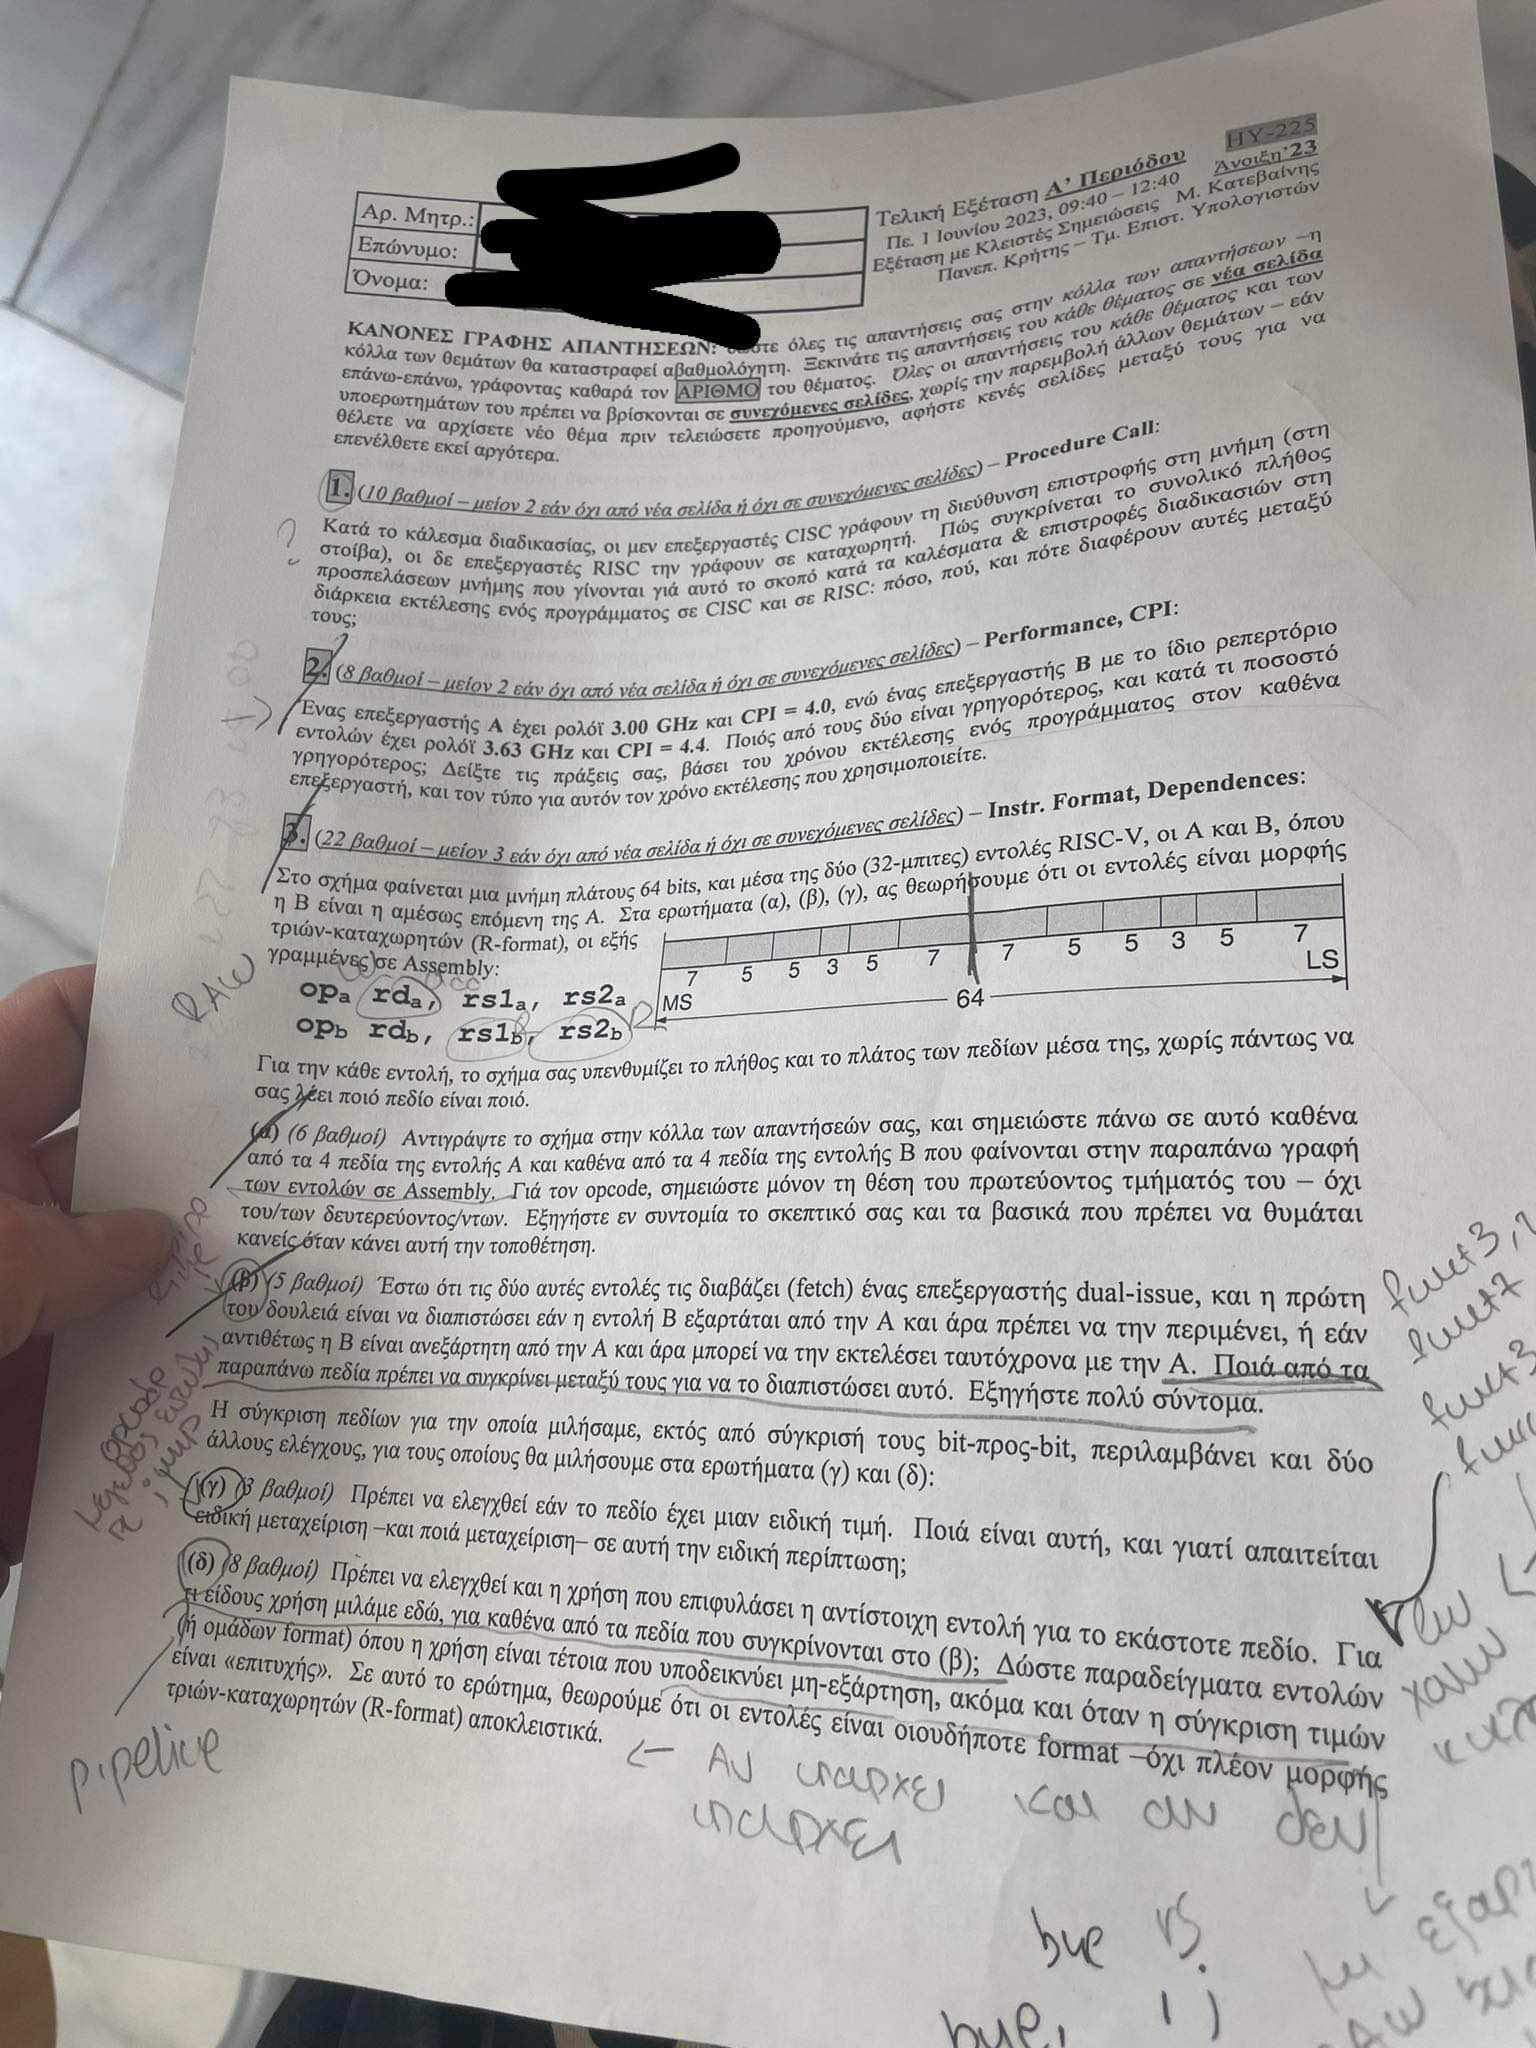 ΗΥ-225
Τελική Εξέταση Α' Περιόδου Άνοιξη'23
Πε. 1 Ιουνίου 2023, 09:40 – 12:40
Εξέταση με Κλειστές Σημειώσεις Μ. Κατεβαίνης
Πανεπ. Κρήτης – Τμ. Επιστ. Υπολογιστών
Αρ. Μητρ.:
Επώνυμο:
Όνομα:
ΚΑΝΟΝΕΣ ΓΡΑΦΗΣ ΑΠΑΝΤΗΣΕΩΝ: όλες τις απαντήσεις σας στην κόλλα των απαντήσεων –η
κόλλα των θεμάτων θα καταστραφεί αβαθμολόγητη. Ξεκινάτε τις απαντήσεις του κάθε θέματος σε νέα σελίδα
επάνω-επάνω, γράφοντας καθαρά τον ΑΡΙΘΜΟ του θέματος. Όλες οι απαντήσεις του κάθε θέματος και των
υποερωτημάτων του πρέπει να βρίσκονται σε συνεχόμενες σελίδες, χωρίς την παρεμβολή άλλων θεμάτων – εάν
θέλετε να αρχίσετε νέο θέμα πριν τελειώσετε προηγούμενο, αφήστε κενές σελίδες μεταξύ τους για να
επενέλθετε εκεί αργότερα.
1. (10 βαθμοί – μείον 2 εάν όχι από νέα σελίδα ή όχι σε συνεχόμενες σελίδες) – Procedure Call:
Κατά το κάλεσμα διαδικασίας, οι μεν επεξεργαστές CISC γράφουν τη διεύθυνση επιστροφής στη μνήμη (στη
στοίβα), οι δε επεξεργαστές RISC την γράφουν σε καταχωρητή. Πώς συγκρίνεται το συνολικό πλήθος
προσπελάσεων μνήμης που γίνονται γιά αυτό το σκοπό κατά τα καλέσματα & επιστροφές διαδικασιών στη
διάρκεια εκτέλεσης ενός προγράμματος σε CISC και σε RISC: πόσο, πού, και πότε διαφέρουν αυτές μεταξύ
τους;
2. (8 βαθμοί – μείον 2 εάν όχι από νέα σελίδα ή όχι σε συνεχόμενες σελίδες) – Performance, CPI:
Ένας επεξεργαστής Α έχει ρολόϊ 3.00 GHz και CPI = 4.0, ενώ ένας επεξεργαστής Β με το ίδιο ρεπερτόριο
εντολών έχει ρολόϊ 3.63 GHz και CPI = 4.4. Ποιός από τους δύο είναι γρηγορότερος, και κατά τι ποσοστό
γρηγορότερος; Δείξτε τις πράξεις σας, βάσει του χρόνου εκτέλεσης ενός προγράμματος στον καθένα
επεξεργαστή, και τον τύπο για αυτόν τον χρόνο εκτέλεσης που χρησιμοποιείτε.
3. (22 βαθμοί – μείον 3 εάν όχι από νέα σελίδα ή όχι σε συνεχόμενες σελίδες) – Instr. Format, Dependences:
Στο σχήμα φαίνεται μια μνήμη πλάτους 64 bits, και μέσα της δύο (32-μπιτες) εντολές RISC-V, οι Α και Β, όπου
η Β είναι η αμέσως επόμενη της Α. Στα ερωτήματα (α), (β), (γ), ας θεωρήσουμε ότι οι εντολές είναι μορφής
τριών-καταχωρητών (R-format), οι εξής
γραμμένες σε Assembly:
opa rda, rs1a, rs2a
opb rdb, rs1b, rs2b
7 5 5 3 5 7 7 5 5 3 5 7
MS 64 LS
Για την κάθε εντολή, το σχήμα σας υπενθυμίζει το πλήθος και το πλάτος των πεδίων μέσα της, χωρίς πάντως να
σας λέει ποιό πεδίο είναι ποιό.
(α) (6 βαθμοί) Αντιγράψτε το σχήμα στην κόλλα των απαντήσεών σας, και σημειώστε πάνω σε αυτό καθένα
από τα 4 πεδία της εντολής Α και καθένα από τα 4 πεδία της εντολής Β που φαίνονται στην παραπάνω γραφή
των εντολών σε Assembly. Γιά τον opcode, σημειώστε μόνον τη θέση του πρωτεύοντος τμήματός του – όχι
του/των δευτερεύοντος/ντων. Εξηγήστε εν συντομία το σκεπτικό σας και τα βασικά που πρέπει να θυμάται
κανείς όταν κάνει αυτή την τοποθέτηση.
(β) (5 βαθμοί) Έστω ότι τις δύο αυτές εντολές τις διαβάζει (fetch) ένας επεξεργαστής dual-issue, και η πρώτη
του δουλειά είναι να διαπιστώσει εάν η εντολή Β εξαρτάται από την Α και άρα πρέπει να την περιμένει, ή εάν
αντιθέτως η Β είναι ανεξάρτητη από την Α και άρα μπορεί να την εκτελέσει ταυτόχρονα με την Α. Ποιά από τα
παραπάνω πεδία πρέπει να συγκρίνει μεταξύ τους για να το διαπιστώσει αυτό. Εξηγήστε πολύ σύντομα.
Η σύγκριση πεδίων για την οποία μιλήσαμε, εκτός από σύγκρισή τους bit-προς-bit, περιλαμβάνει και δύο
άλλους ελέγχους, για τους οποίους θα μιλήσουμε στα ερωτήματα (γ) και (δ):
(γ) (3 βαθμοί) Πρέπει να ελεγχθεί εάν το πεδίο έχει μιαν ειδική τιμή. Ποιά είναι αυτή, και γιατί απαιτείται
ειδική μεταχείριση –και ποιά μεταχείριση– σε αυτή την ειδική περίπτωση;
(δ) (8 βαθμοί) Πρέπει να ελεγχθεί και η χρήση που επιφυλάσει η αντίστοιχη εντολή για το εκάστοτε πεδίο. Για
τι είδους χρήση μιλάμε εδώ, για καθένα από τα πεδία που συγκρίνονται στο (β); Δώστε παραδείγματα εντολών
(ή ομάδων format) όπου η χρήση είναι τέτοια που υποδεικνύει μη-εξάρτηση, ακόμα και όταν η σύγκριση τιμών
είναι «επιτυχής». Σε αυτό το ερώτημα, θεωρούμε ότι οι εντολές είναι οιουδήποτε format –όχι πλέον μορφής
τριών-καταχωρητών (R-format) αποκλειστικά.
RAW
opcode
pipeline
← Αν υπαρχει και αν δεν
υπαρχει
funct3,
funct7
funct3
bye rs
bye,